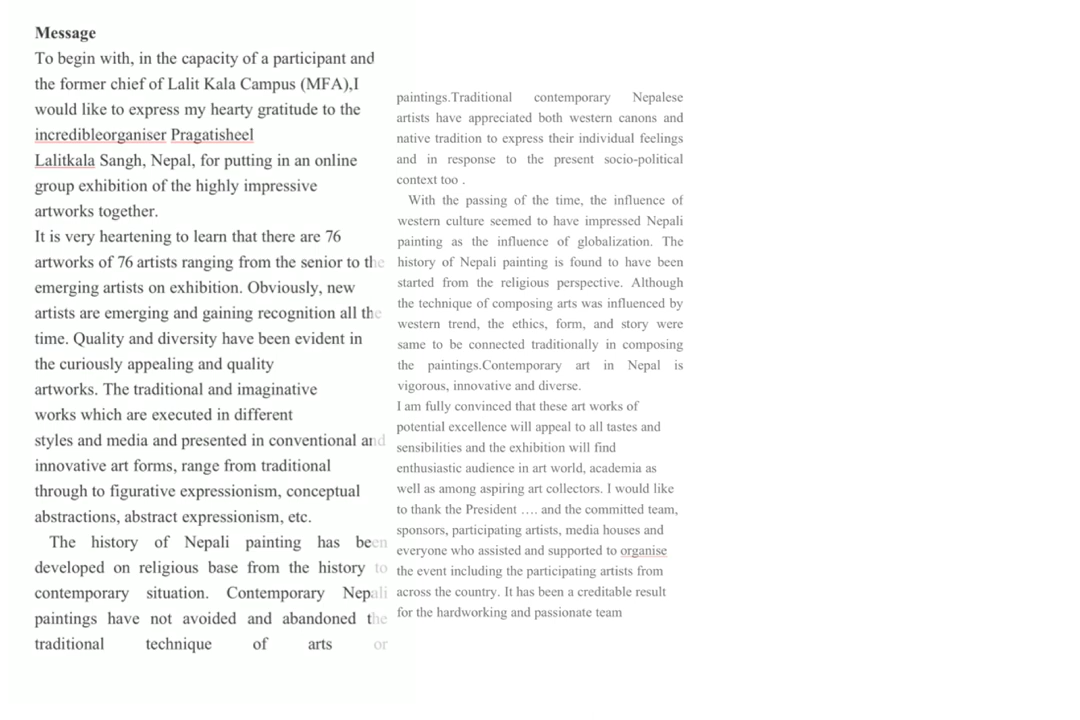 Message
To begin with, in the capacity of a participant and
the former chief of Lalit Kala Campus (MFA),I
would like to express my hearty gratitude to the
incredibleorganiser Pragatisheel
Lalitkala Sangh, Nepal, for putting in an online
group exhibition of the highly impressive
artworks together.
It is very heartening to learn that there are 76
artworks of 76 artists ranging from the senior to the
emerging artists on exhibition. Obviously, new
artists are emerging and gaining recognition all the
time. Quality and diversity have been evident in
the curiously appealing and quality
artworks. The traditional and imaginative
works which are executed in different
styles and media and presented in conventional and
innovative art forms, range from traditional
through to figurative expressionism, conceptual
abstractions, abstract expressionism, etc.
The history of Nepali painting has been
developed on religious base from the history to
contemporary situation. Contemporary Nepali
paintings have not avoided and abandoned the
traditional technique of arts or
paintings.Traditional contemporary Nepalese
artists have appreciated both western canons and
native tradition to express their individual feelings
and in response to the present socio-political
context too .
With the passing of the time, the influence of
western culture seemed to have impressed Nepali
painting as the influence of globalization. The
history of Nepali painting is found to have been
started from the religious perspective. Although
the technique of composing arts was influenced by
western trend, the ethics, form, and story were
same to be connected traditionally in composing
the paintings.Contemporary art in Nepal is
vigorous, innovative and diverse.
I am fully convinced that these art works of
potential excellence will appeal to all tastes and
sensibilities and the exhibition will find
enthusiastic audience in art world, academia as
well as among aspiring art collectors. I would like
to thank the President …. and the committed team,
sponsors, participating artists, media houses and
everyone who assisted and supported to organise
the event including the participating artists from
across the country. It has been a creditable result
for the hardworking and passionate team